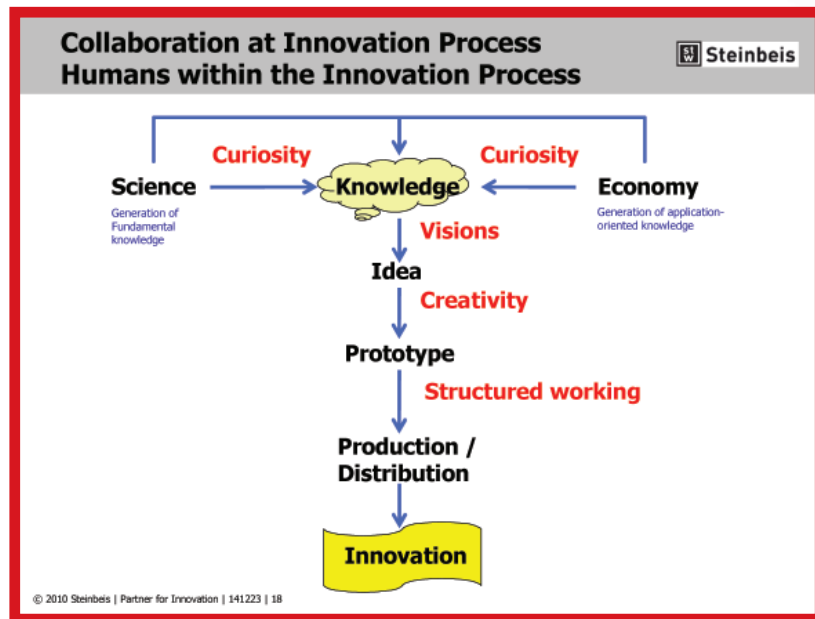 Collaboration at Innovation Process
Humans within the Innovation Process
STW Steinbeis
Curiosity
Curiosity
Science
Knowledge
Economy
Generation of
Fundamental
knowledge
Generation of application-
oriented knowledge
Visions
Idea
Creativity
Prototype
Structured working
Production /
Distribution
Innovation
© 2010 Steinbeis | Partner for Innovation | 141223 | 18